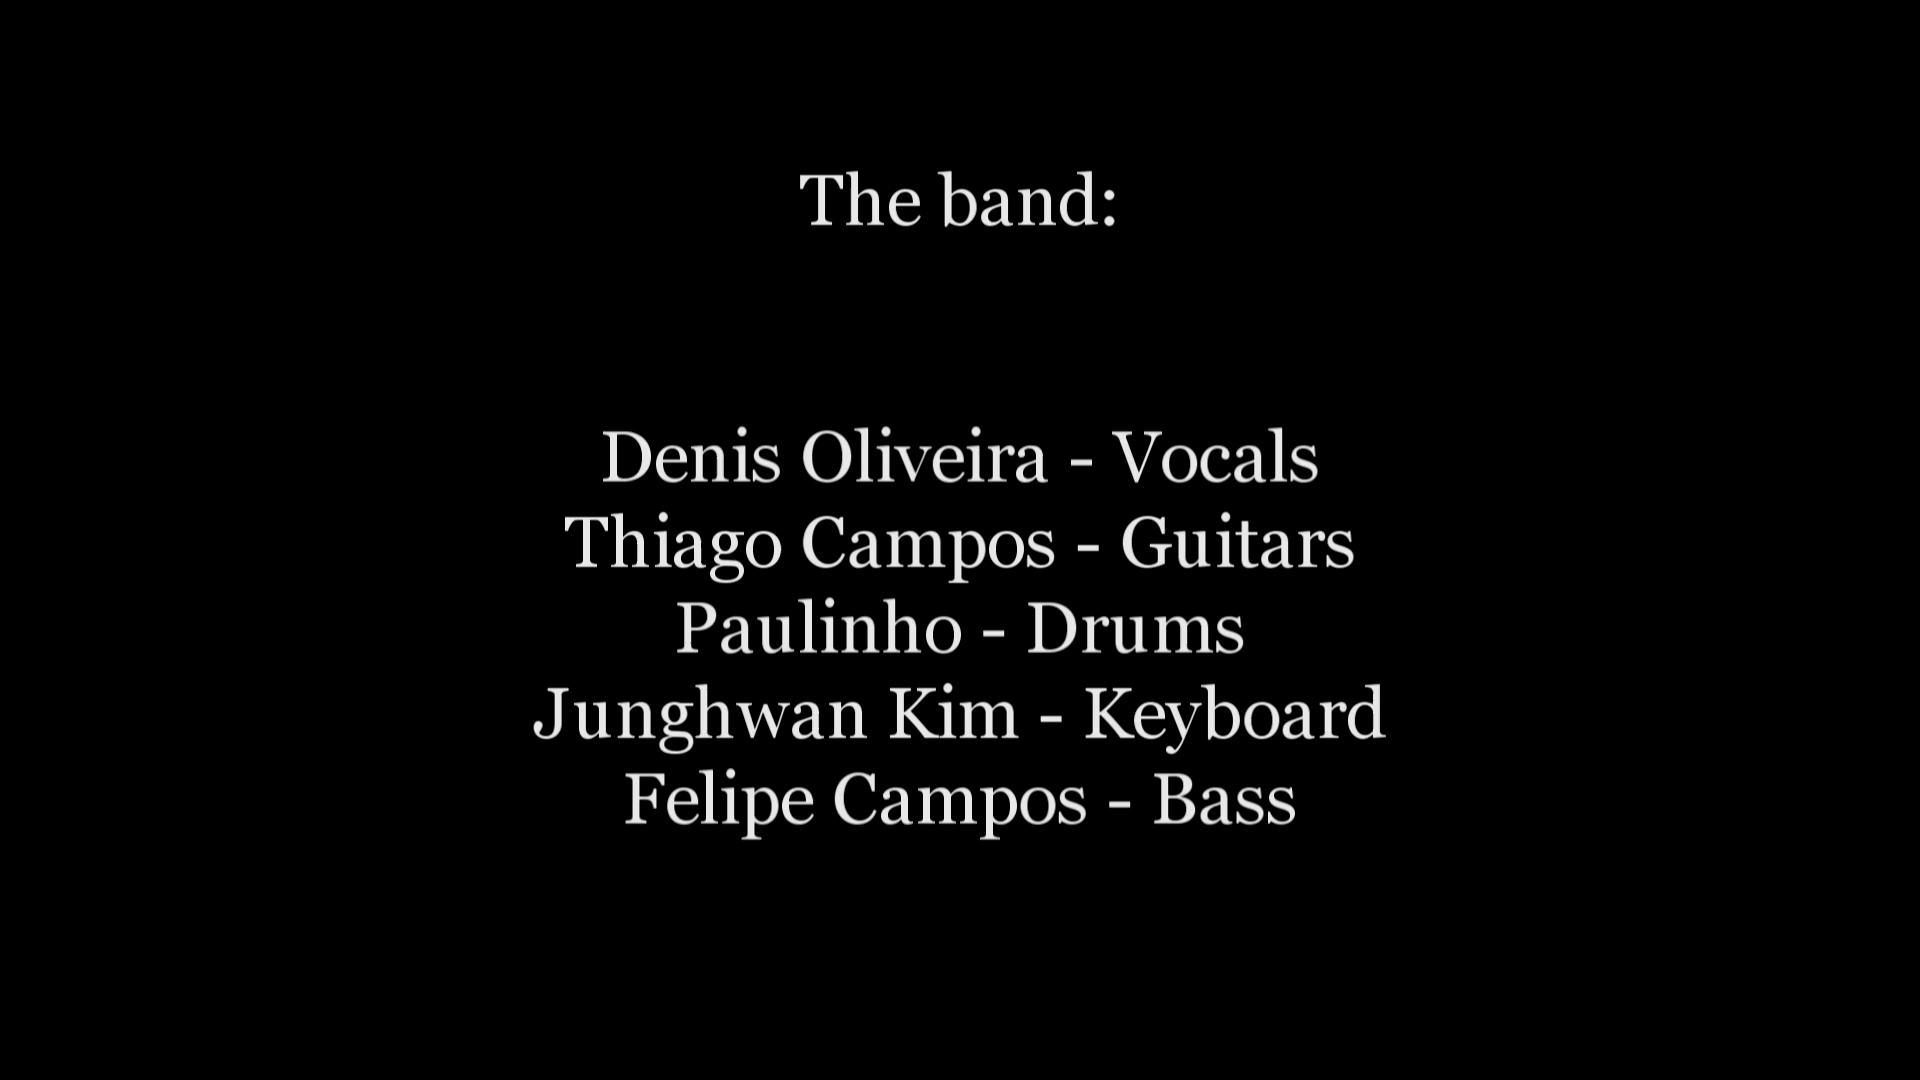 The band:
Denis Oliveira - Vocals
Thiago Campos - Guitars
Paulinho - Drums
Junghwan Kim - Keyboard
Felipe Campos - Bass